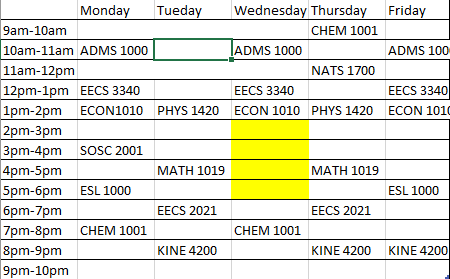 Monday Tueday Wednesday Thursday Friday
9am-10am CHEM 1001
10am-11am ADMS 1000 ADMS 1000 ADMS 100
11am-12pm NATS 1700
12pm-1pm EECS 3340 EECS 3340 EECS 3340
1pm-2pm ECON1010 PHYS 1420 ECON 1010 PHYS 1420 ECON 101
2pm-3pm
3pm-4pm SOSC 2001
4pm-5pm MATH 1019 MATH 1019
5pm-6pm ESL 1000 ESL 1000
6pm-7pm EECS 2021 EECS 2021
7pm-8pm CHEM 1001 CHEM 1001
8pm-9pm KINE 4200 KINE 4200 KINE 4200
9pm-10pm